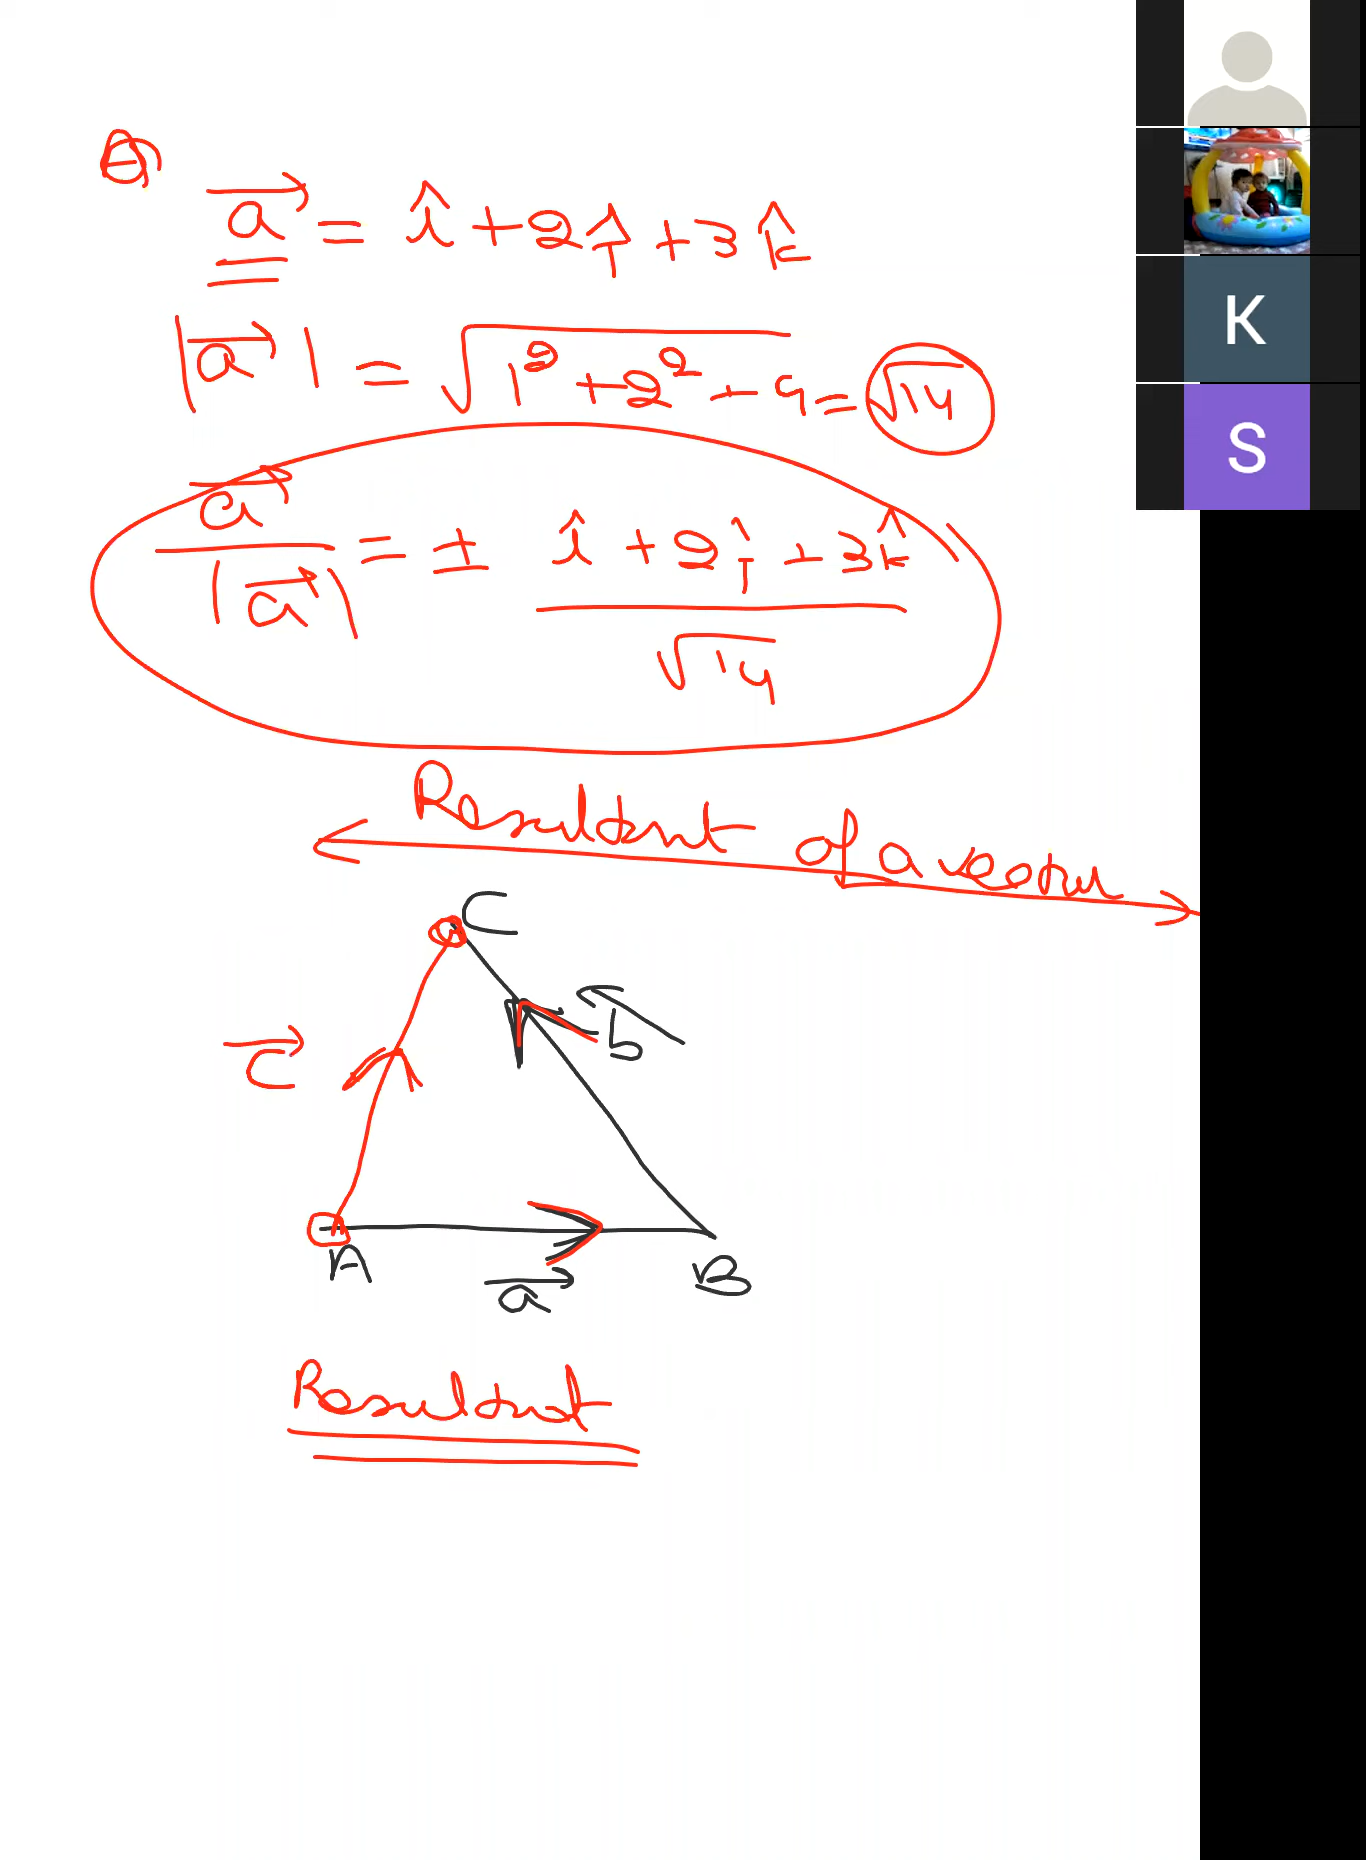 Q
a⃗ = î + 2ĵ + 3k̂
|a⃗| = √(1² + 2² + 9) = √14
a⃗ / |a⃗| = ± (î + 2ĵ + 3k̂) / √14
Resultant of a vector
C
b⃗
c⃗
A
B
a⃗
Resultant
K
S